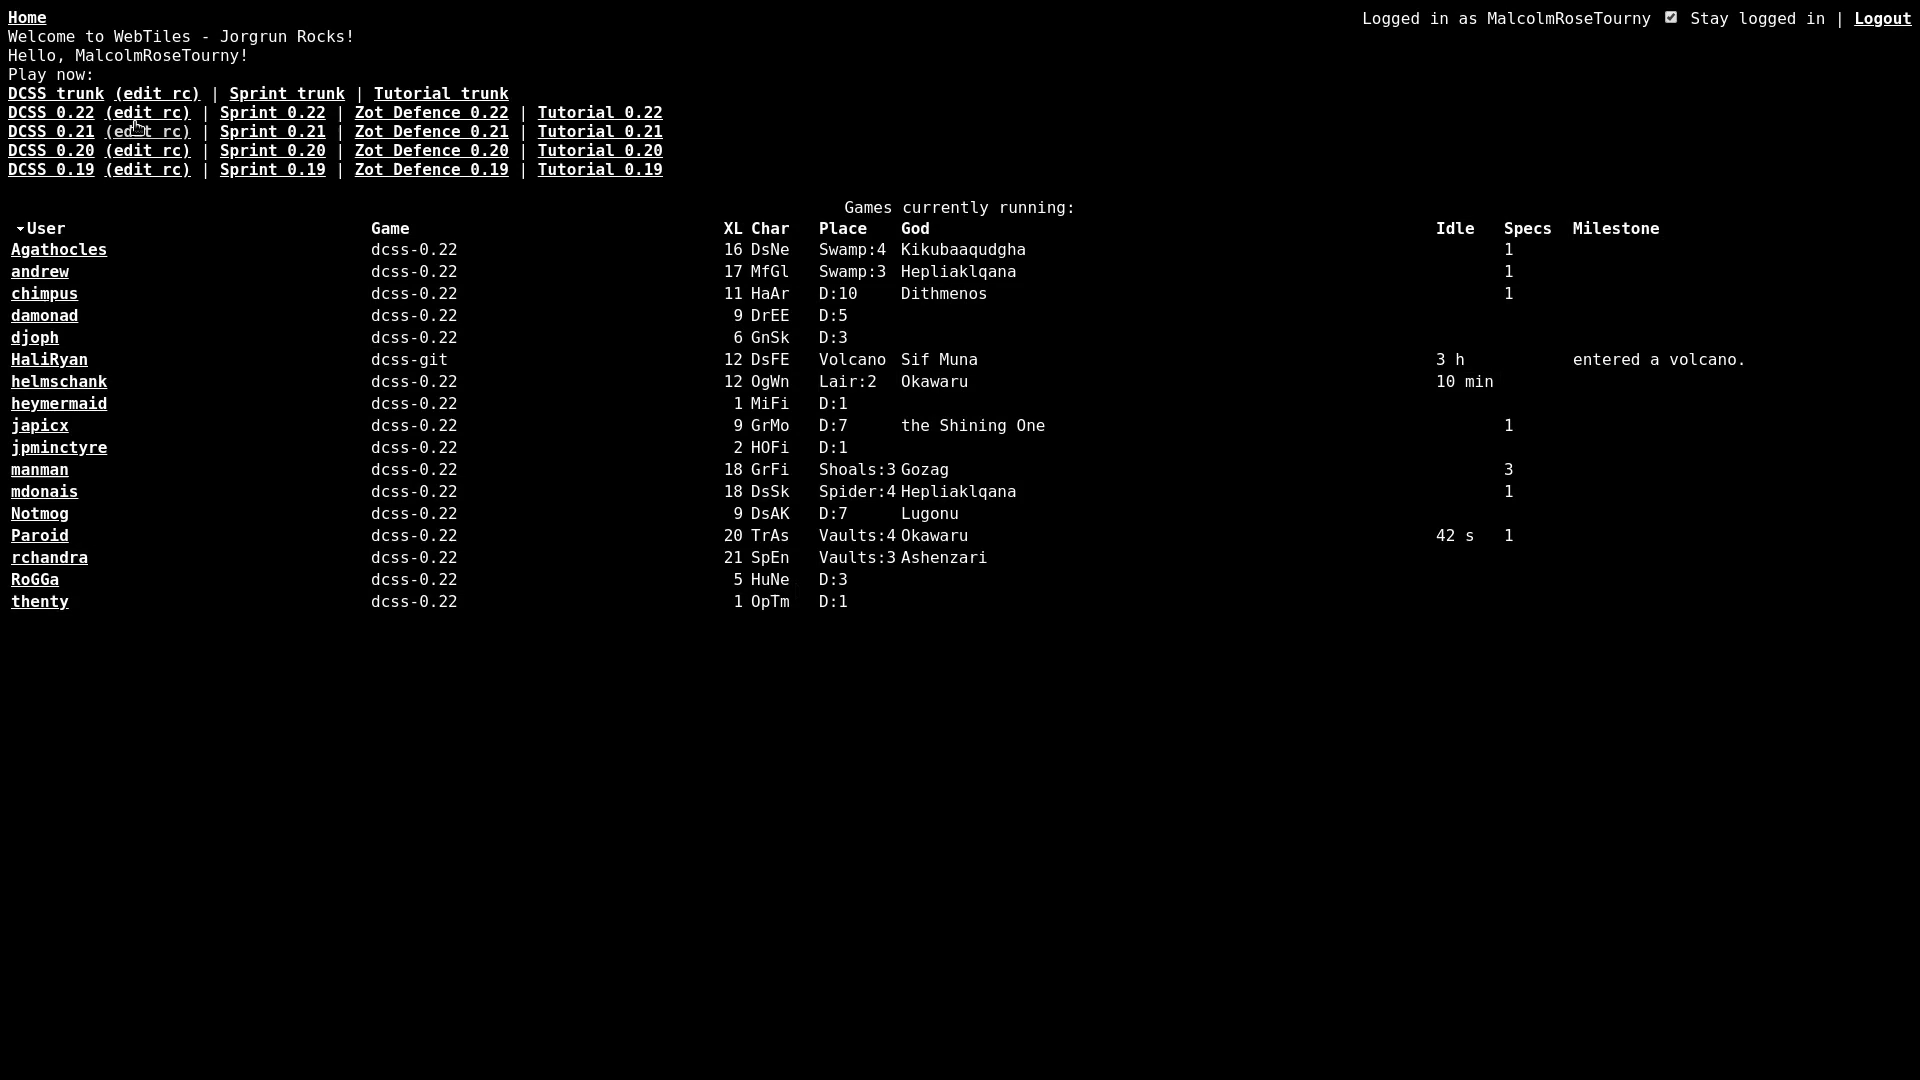 Home
Logged in as MalcolmRoseTourny Stay logged in | Logout
Welcome to WebTiles - Jorgrun Rocks!
Hello, MalcolmRoseTourny!
Play now:
DCSS trunk (edit rc) | Sprint trunk | Tutorial trunk
DCSS 0.22 (edit rc) | Sprint 0.22 | Zot Defence 0.22 | Tutorial 0.22
DCSS 0.21 (edit rc) | Sprint 0.21 | Zot Defence 0.21 | Tutorial 0.21
DCSS 0.20 (edit rc) | Sprint 0.20 | Zot Defence 0.20 | Tutorial 0.20
DCSS 0.19 (edit rc) | Sprint 0.19 | Zot Defence 0.19 | Tutorial 0.19
Games currently running:
User Game XL Char Place God Idle Specs Milestone
Agathocles dcss-0.22 16 DsNe Swamp:4 Kikubaaqudgha 1
andrew dcss-0.22 17 MfGl Swamp:3 Hepliaklqana 1
chimpus dcss-0.22 11 HaAr D:10 Dithmenos 1
damonad dcss-0.22 9 DrEE D:5
djoph dcss-0.22 6 GnSk D:3
HaliRyan dcss-git 12 DsFE Volcano Sif Muna 3 h entered a volcano.
helmschank dcss-0.22 12 OgWn Lair:2 Okawaru 10 min
heymermaid dcss-0.22 1 MiFi D:1
japicx dcss-0.22 9 GrMo D:7 the Shining One 1
jpminctyre dcss-0.22 2 HOFi D:1
manman dcss-0.22 18 GrFi Shoals:3 Gozag 3
mdonais dcss-0.22 18 DsSk Spider:4 Hepliaklqana 1
Notmog dcss-0.22 9 DsAK D:7 Lugonu
Paroid dcss-0.22 20 TrAs Vaults:4 Okawaru 42 s 1
rchandra dcss-0.22 21 SpEn Vaults:3 Ashenzari
RoGGa dcss-0.22 5 HuNe D:3
thenty dcss-0.22 1 OpTm D:1